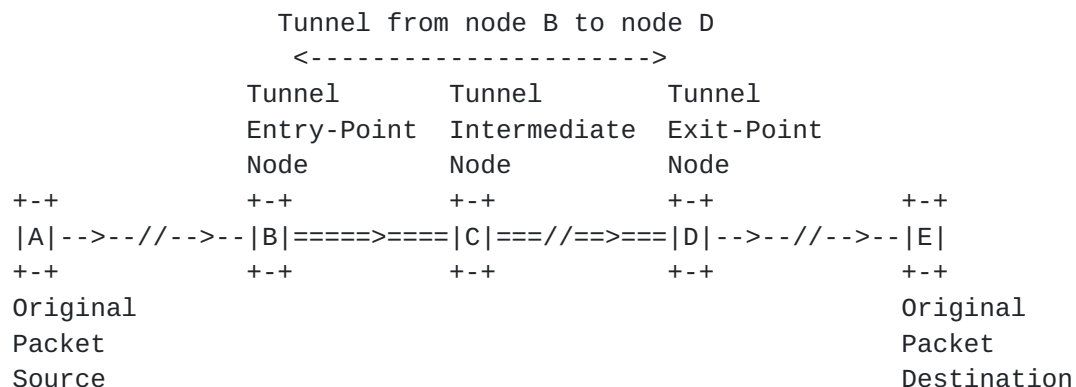 Tunnel from node B to node D
                  <---------------------->
               Tunnel       Tunnel        Tunnel
               Entry-Point  Intermediate  Exit-Point
               Node         Node          Node
+-+            +-+          +-+           +-+            +-+
|A|-->--//-->--|B|=====>====|C|===//==>===|D|-->--//-->--|E|
+-+            +-+          +-+           +-+            +-+
Original                                                 Original
Packet                                                   Packet
Source                                                   Destination